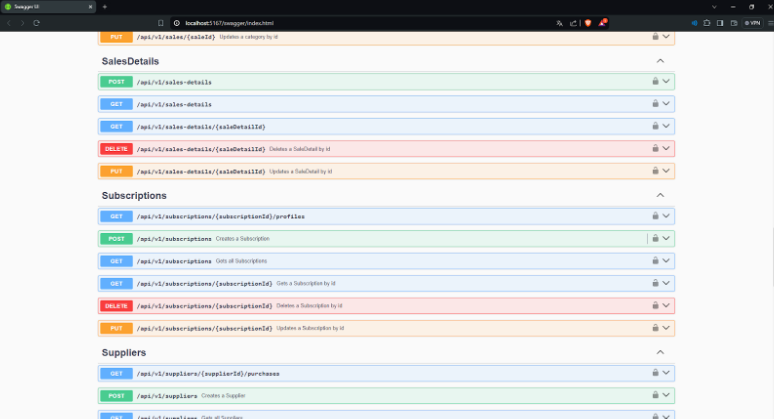 Swagger UI
localhost:5167/swagger/index.html
VPN
PUT /api/v1/sales/{saleId} Updates a category by id
SalesDetails
POST /api/v1/sales-details
GET /api/v1/sales-details
GET /api/v1/sales-details/{saleDetailId}
DELETE /api/v1/sales-details/{saleDetailId} Deletes a SaleDetail by id
PUT /api/v1/sales-details/{saleDetailId} Updates a SaleDetail by id
Subscriptions
GET /api/v1/subscriptions/{subscriptionId}/profiles
POST /api/v1/subscriptions Creates a Subscription
GET /api/v1/subscriptions Gets all Subscriptions
GET /api/v1/subscriptions/{subscriptionId} Gets a Subscription by id
DELETE /api/v1/subscriptions/{subscriptionId} Deletes a Subscription by id
PUT /api/v1/subscriptions/{subscriptionId} Updates a Subscription by id
Suppliers
GET /api/v1/suppliers/{supplierId}/purchases
POST /api/v1/suppliers Creates a Supplier
GET /api/v1/suppliers Gets all Suppliers